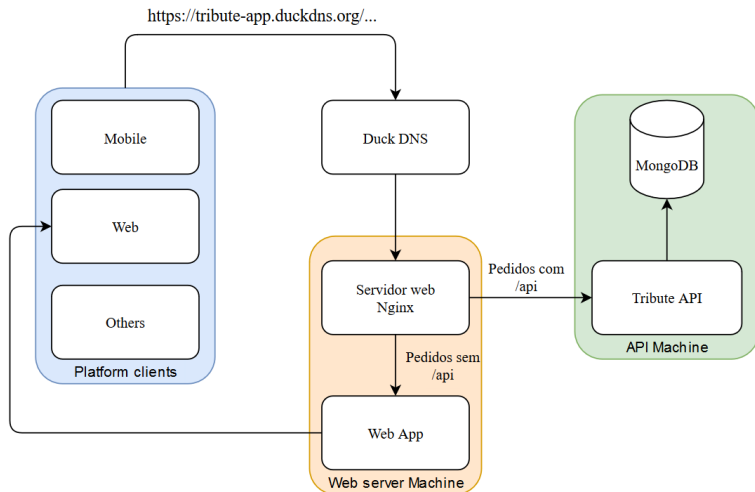 https://tribute-app.duckdns.org/...
Mobile
Web
Others
Platform clients
Duck DNS
Servidor web
Nginx
Pedidos sem
/api
Web App
Web server Machine
Pedidos com
/api
MongoDB
Tribute API
API Machine